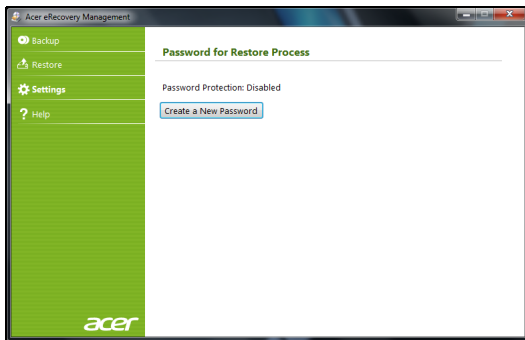 Acer eRecovery Management
Backup
Restore
Settings
? Help
Password for Restore Process
Password Protection: Disabled
Create a New Password
acer